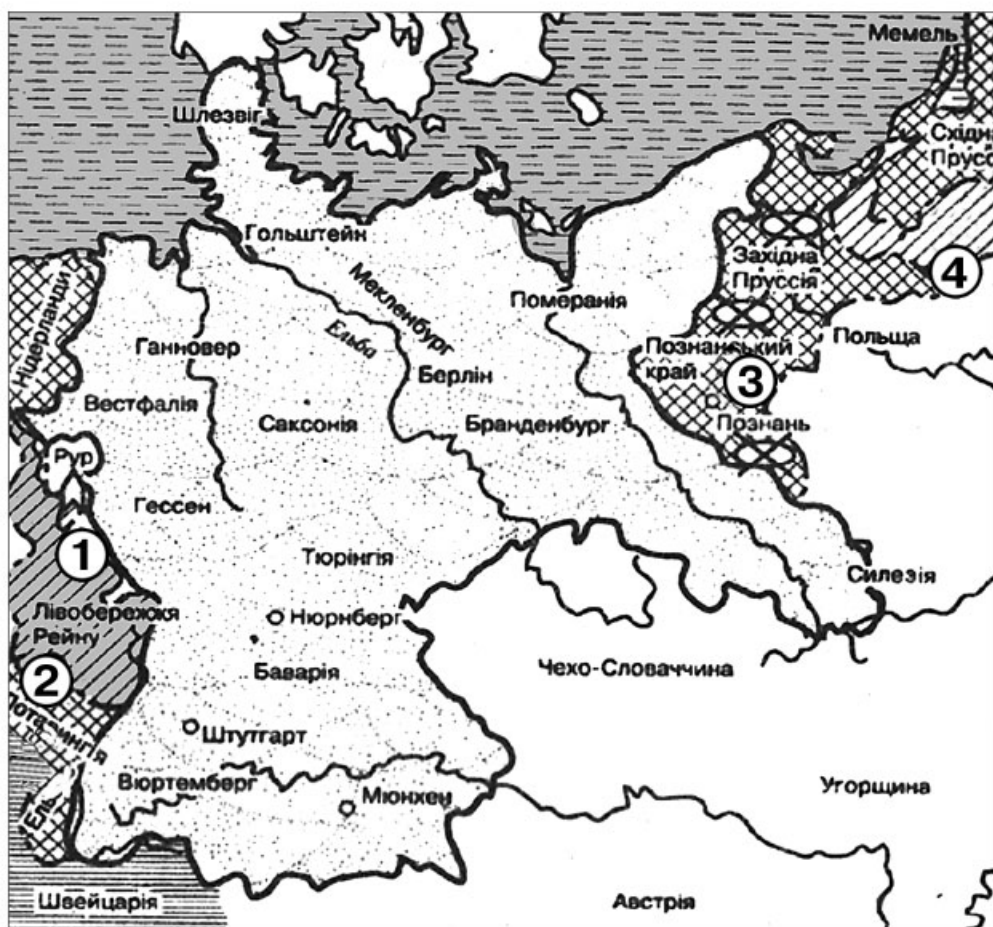 Мемель
Східна
Прусс
Шлезвіг
Гольштейн
Мекленбург
Західна
Пруссія
4
Померанія
Польща
Нідерланди
Ельба
Ганновер
Берлін
Познанський
край
3
Вестфалія
Саксонія
Бранденбург
Познань
Рур
Гессен
1
Тюрінгія
Силезія
Лівобережжя
Рейну
Нюрнберг
2
Баварія
Чехо-Словаччина
Лотарингія
Штутгарт
Вюртемберг
Мюнхен
Угорщина
Ель
Швейцарія
Австрія